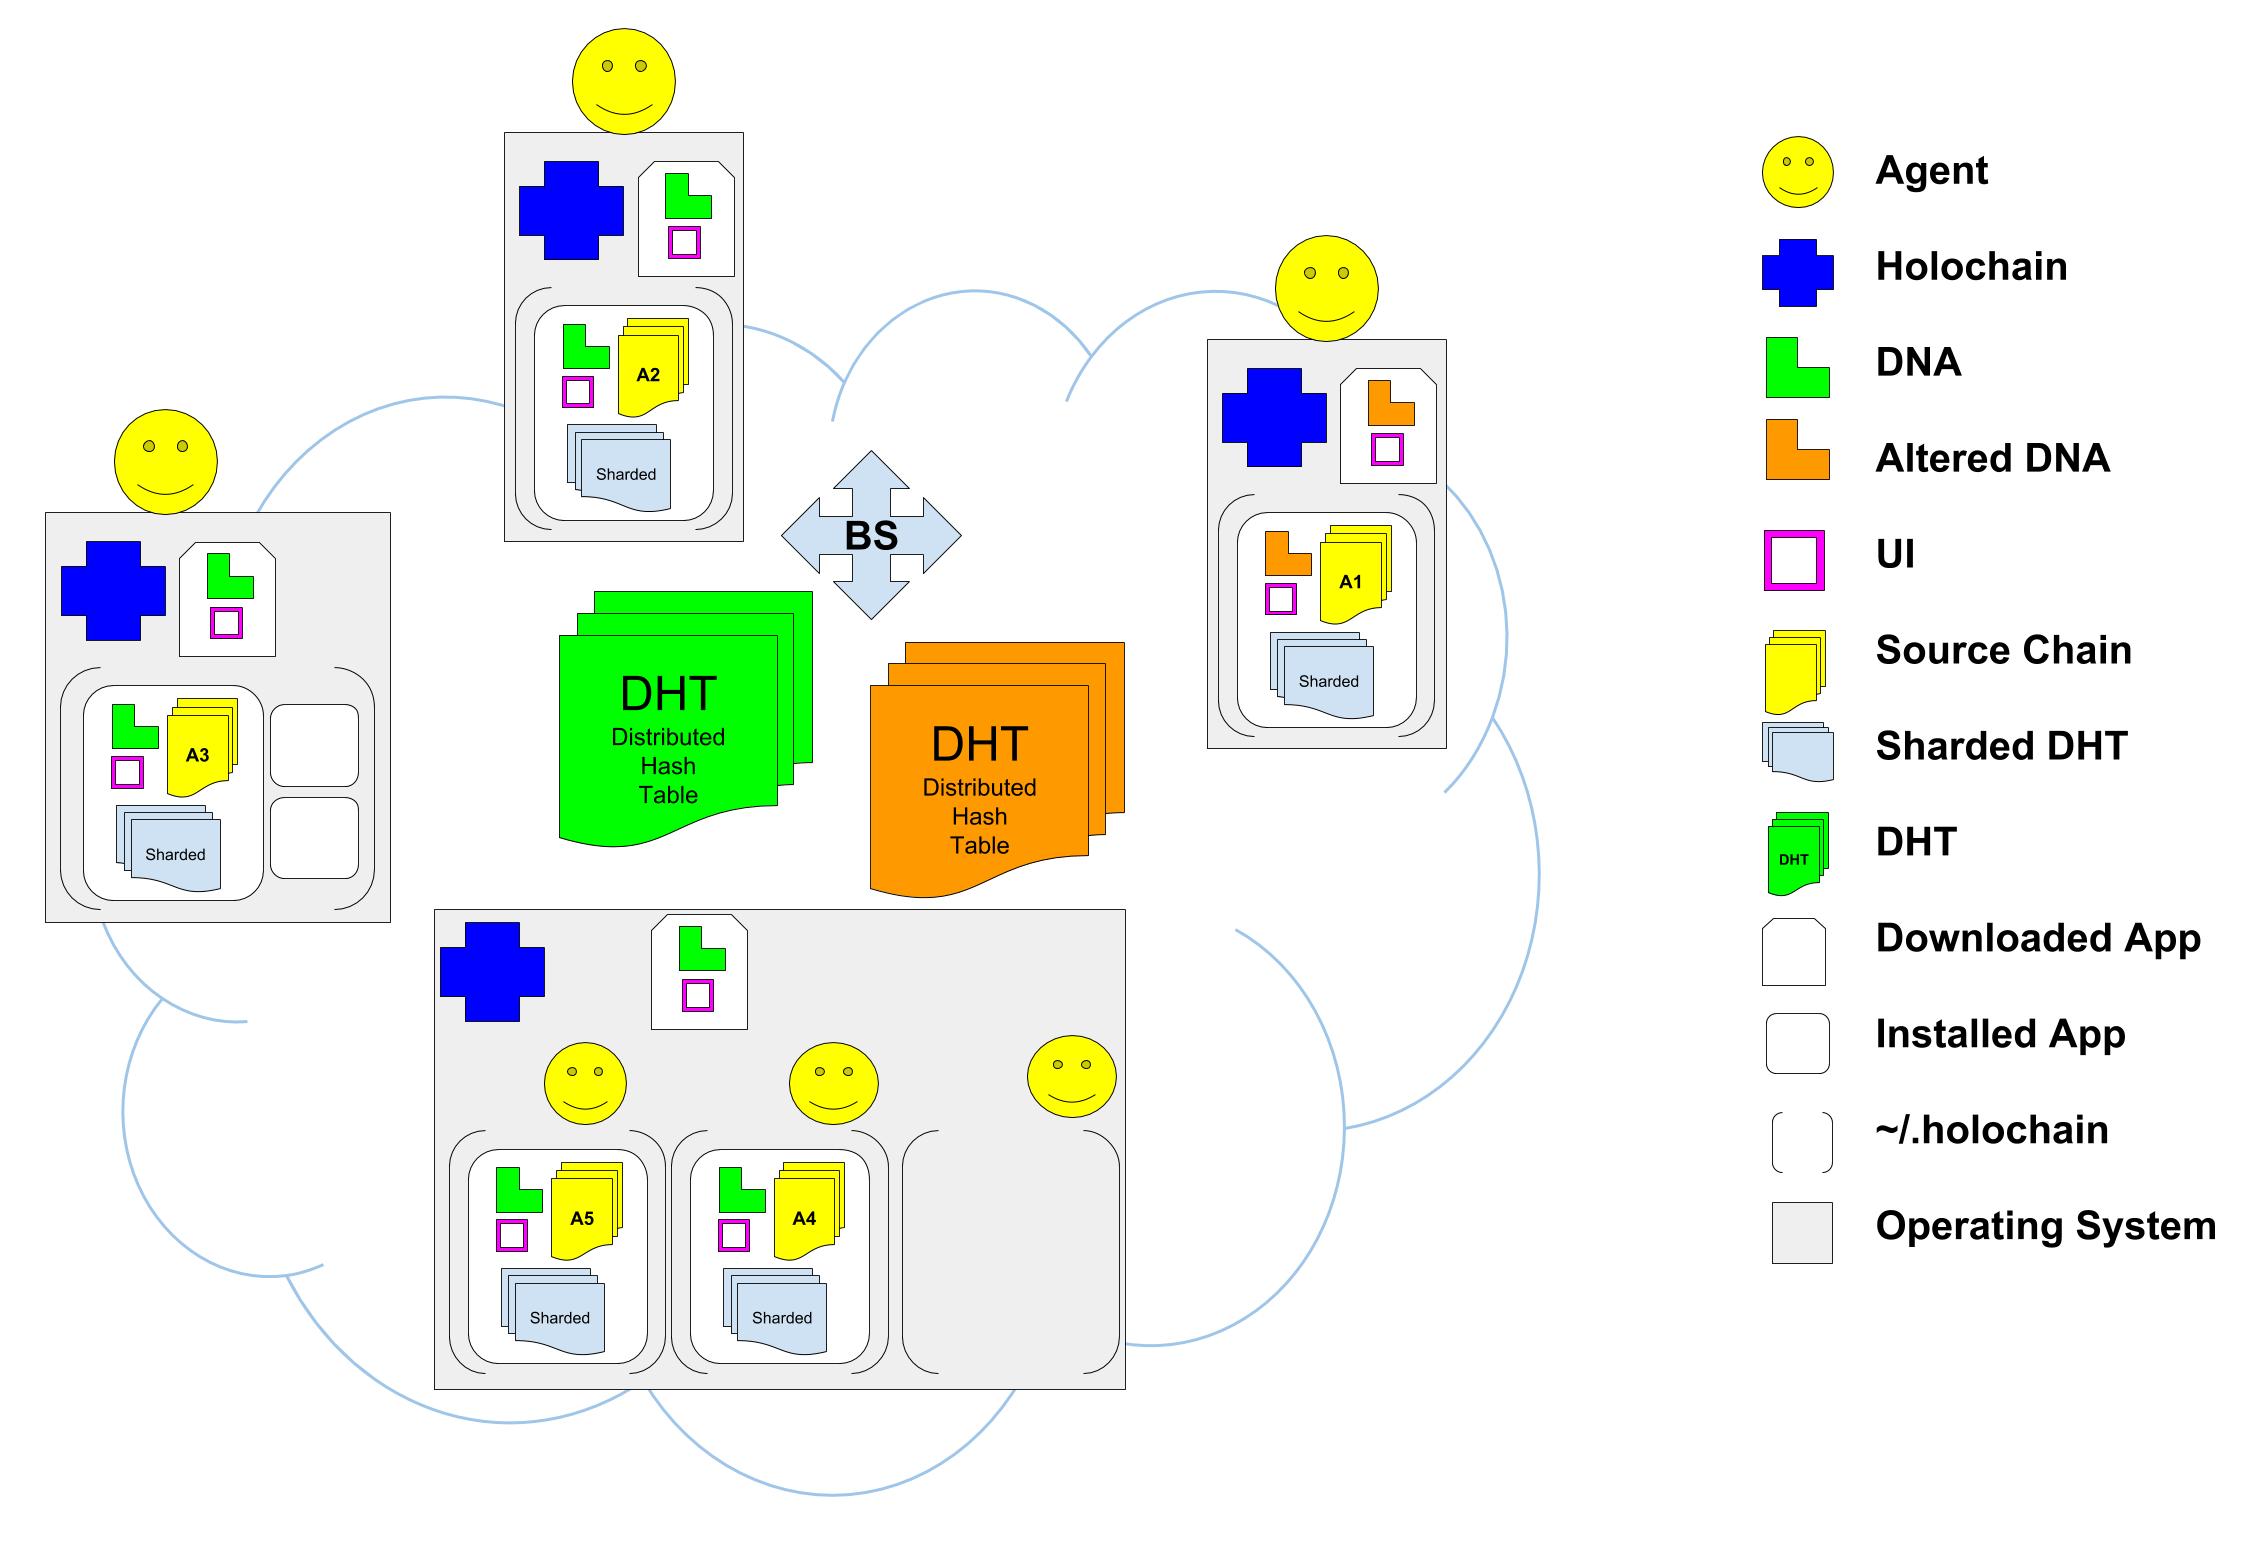 A2
Sharded
BS
A1
Sharded
A3
Sharded
DHT
Distributed
Hash
Table
DHT
Distributed
Hash
Table
A5
Sharded
A4
Sharded
Agent
Holochain
DNA
Altered DNA
UI
Source Chain
Sharded DHT
DHT
DHT
Downloaded App
Installed App
~/.holochain
Operating System